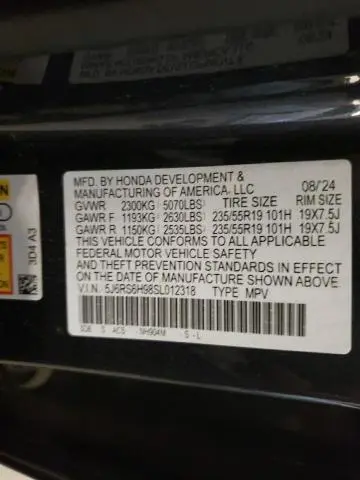 MFD. BY HONDA DEVELOPMENT &
MANUFACTURING OF AMERICA, LLC 08/'24
GVWR 2300KG( 5070LBS) TIRE SIZE RIM SIZE
GAWR F 1193KG( 2630LBS) 235/55R19 101H 19X7.5J
GAWR R 1150KG( 2535LBS) 235/55R19 101H 19X7.5J
THIS VEHICLE CONFORMS TO ALL APPLICABLE
FEDERAL MOTOR VEHICLE SAFETY
AND THEFT PREVENTION STANDARDS IN EFFECT
ON THE DATE OF MANUFACTURE SHOWN ABOVE.
V.I.N. 5J6RS6H98SL012318 TYPE MPV
NH904M S - L
3D4 A3